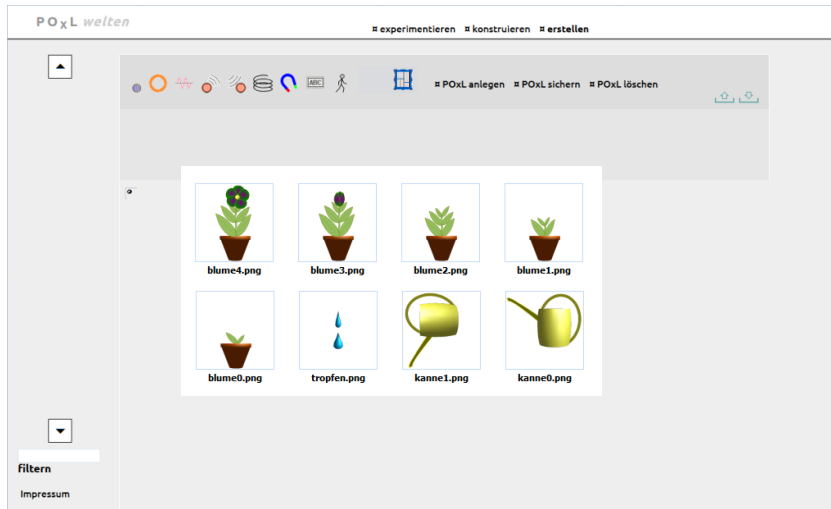 POxL welten
¤ experimentieren ¤ konstruieren ¤ erstellen
ABC
¤ POxL anlegen ¤ POxL sichern ¤ POxL löschen
blume4.png blume3.png blume2.png blume1.png
blume0.png tropfen.png kanne1.png kanne0.png
filtern
Impressum